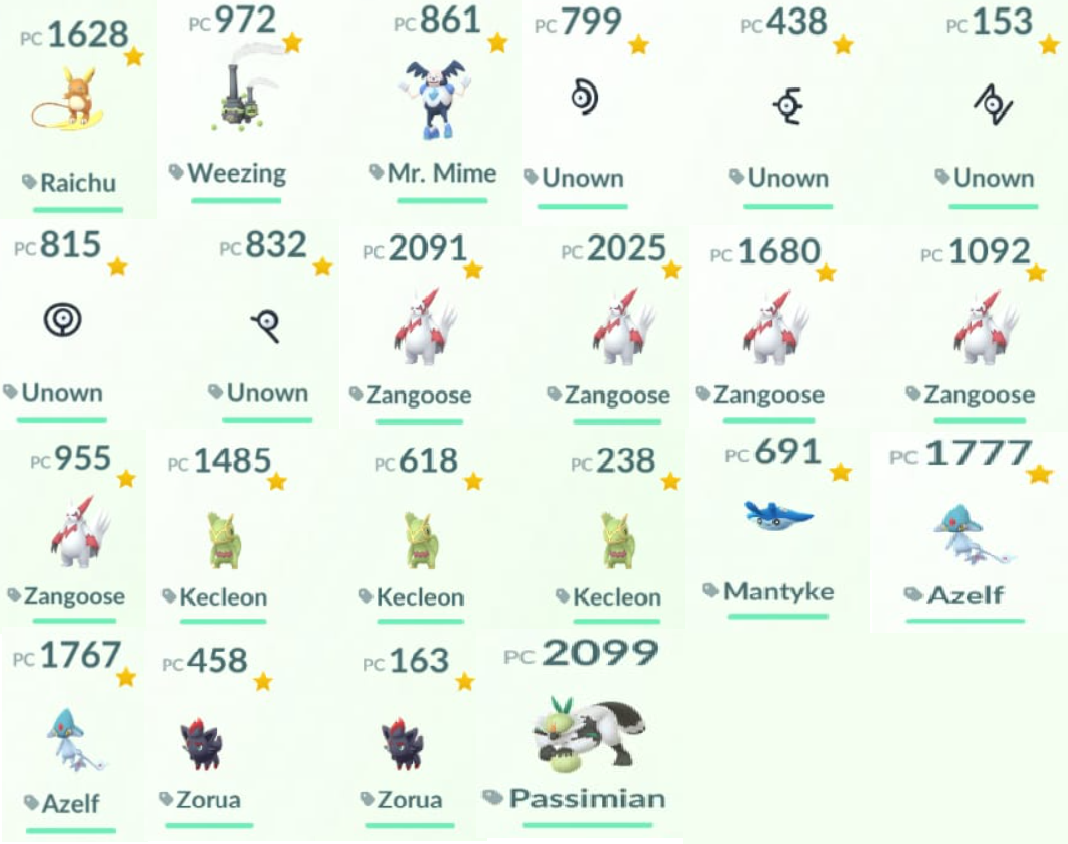 PC 1628
PC 972
PC 861
PC 799
PC 438
PC 153
Raichu
Weezing
Mr. Mime
Unown
Unown
Unown
PC 815
PC 832
PC 2091
PC 2025
PC 1680
PC 1092
Unown
Unown
Zangoose
Zangoose
Zangoose
Zangoose
PC 955
PC 1485
PC 618
PC 238
PC 691
PC 1777
Zangoose
Kecleon
Kecleon
Kecleon
Mantyke
Azelf
PC 1767
PC 458
PC 163
PC 2099
Azelf
Zorua
Zorua
Passimian